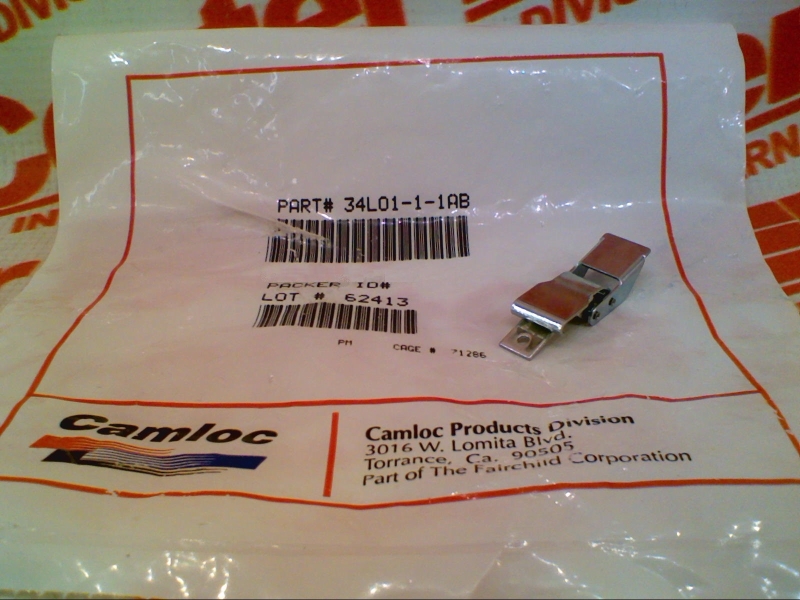 DIVISION
PART# 34L01-1-1AB
PACKER ID#
LOT # 62413
PM CAGE # 71286
Camloc
Camloc Products Division
3016 W. Lomita Blvd.
Torrance, Ca. 90505
Part of The Fairchild Corporation